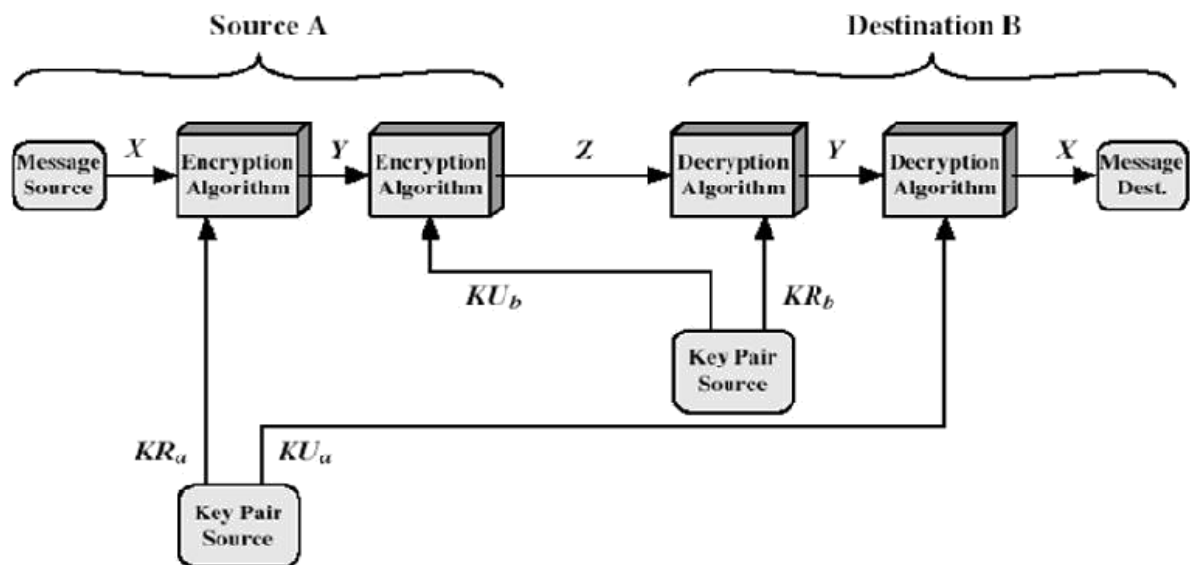 Source A
Destination B
Message
Source
X
Encryption
Algorithm
Y
Encryption
Algorithm
Z
Decryption
Algorithm
Y
Decryption
Algorithm
X
Message
Dest.
KUb
KRb
Key Pair
Source
KRa
KUa
Key Pair
Source